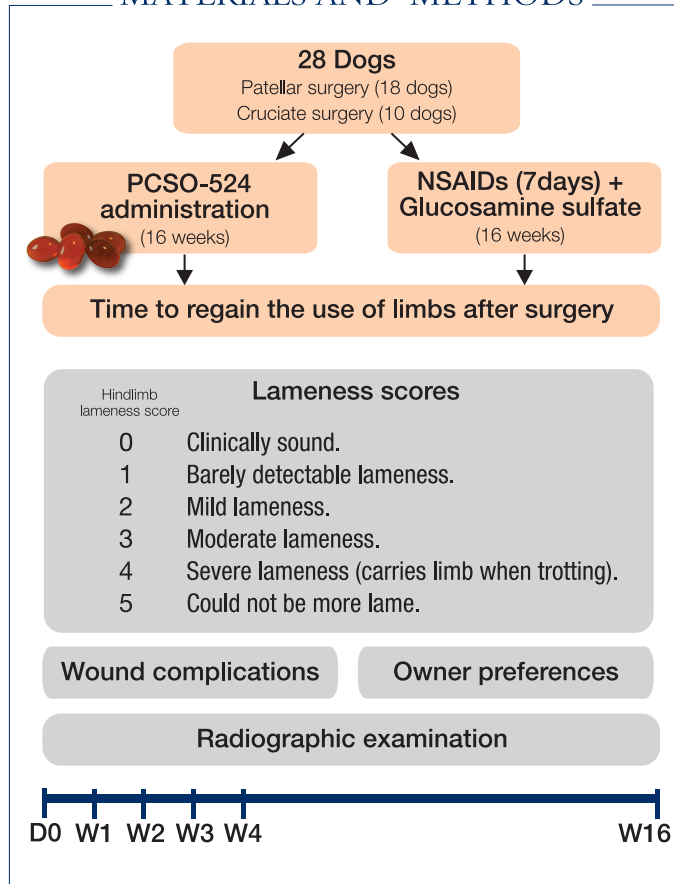 MATERIALS AND METHODS
28 Dogs
Patellar surgery (18 dogs)
Cruciate surgery (10 dogs)
PCSO-524
administration
(16 weeks)
NSAIDs (7days) +
Glucosamine sulfate
(16 weeks)
Time to regain the use of limbs after surgery
Hindlimb
lameness score
Lameness scores
0 Clinically sound.
1 Barely detectable lameness.
2 Mild lameness.
3 Moderate lameness.
4 Severe lameness (carries limb when trotting).
5 Could not be more lame.
Wound complications
Owner preferences
Radiographic examination
D0 W1 W2 W3 W4 W16